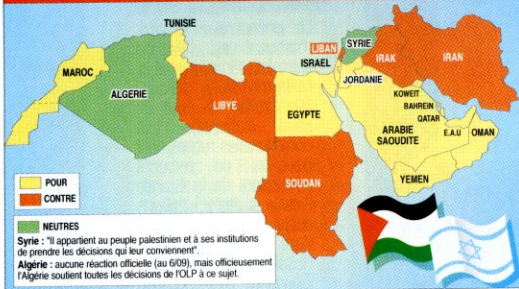 TUNISIE
MAROC
ALGERIE
LIBYE
EGYPTE
SOUDAN
LIBAN
SYRIE
ISRAEL
JORDANIE
IRAK
IRAN
KOWEIT
BAHREIN
QATAR
E.A.U
OMAN
ARABIE
SAOUDITE
YEMEN
POUR
CONTRE
NEUTRES
Syrie : "Il appartient au peuple palestinien et à ses institutions
de prendre les décisions qui leur conviennent".
Algérie : aucune réaction officielle (au 6/09), mais officieusement
l'Algérie soutient toutes les décisions de l'OLP à ce sujet.